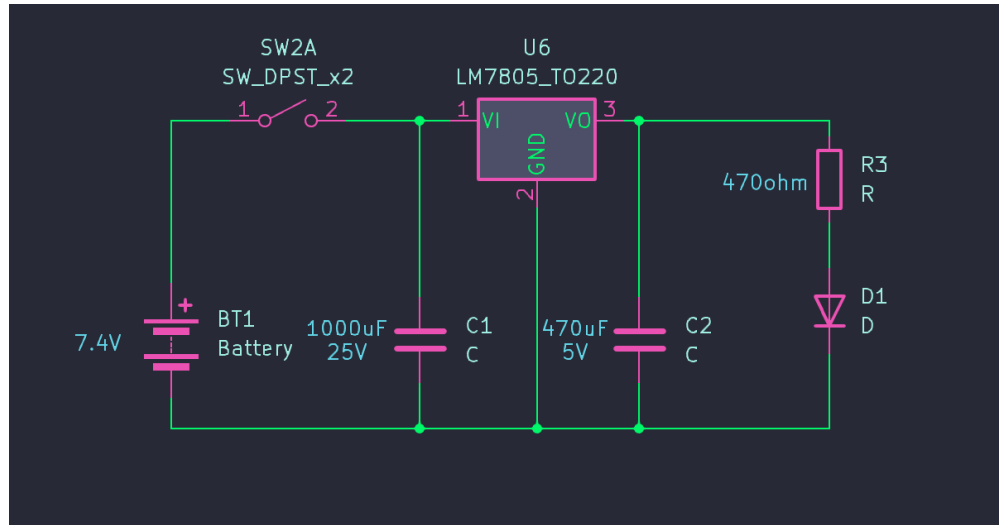 SW2A
SW_DPST_x2
1 2
U6
LM7805_TO220
1 VI VO 3
GND
2
470ohm
R3
R
D1
D
7.4V
+
BT1
Battery
1000uF
25V
C1
C
470uF
5V
C2
C